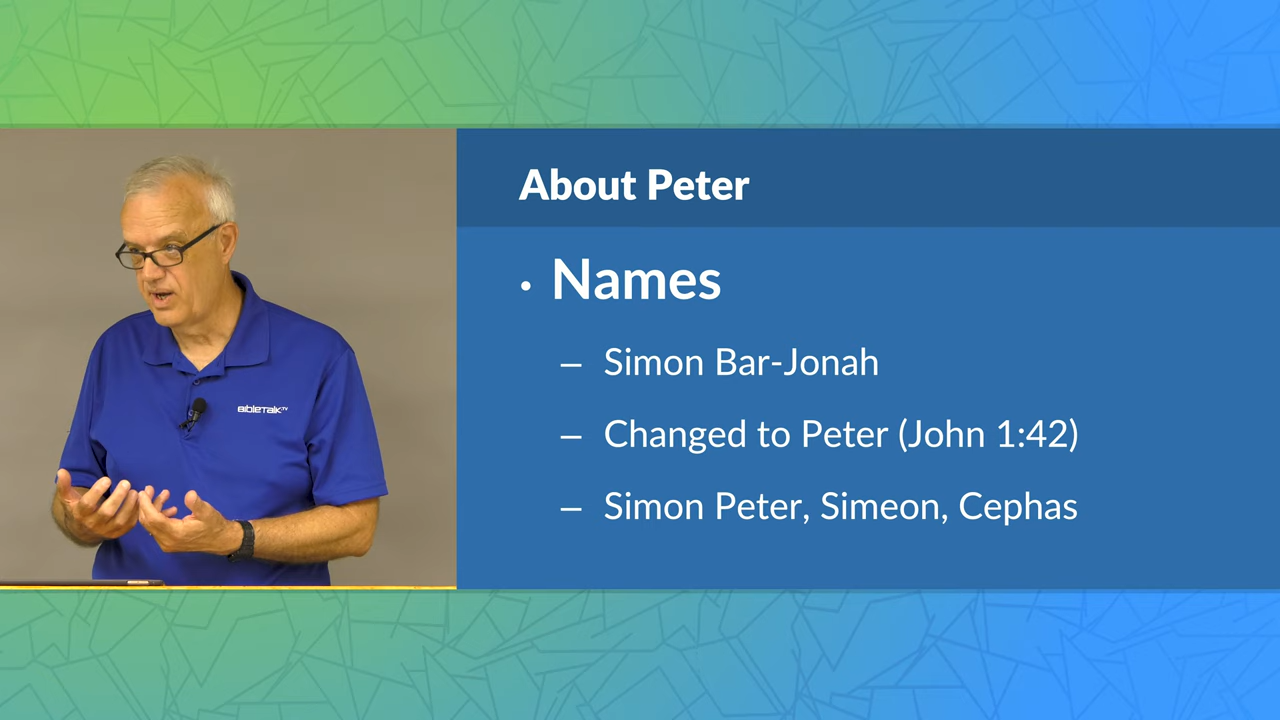 About Peter
• Names
– Simon Bar-Jonah
– Changed to Peter (John 1:42)
– Simon Peter, Simeon, Cephas
BibleTalk.TV